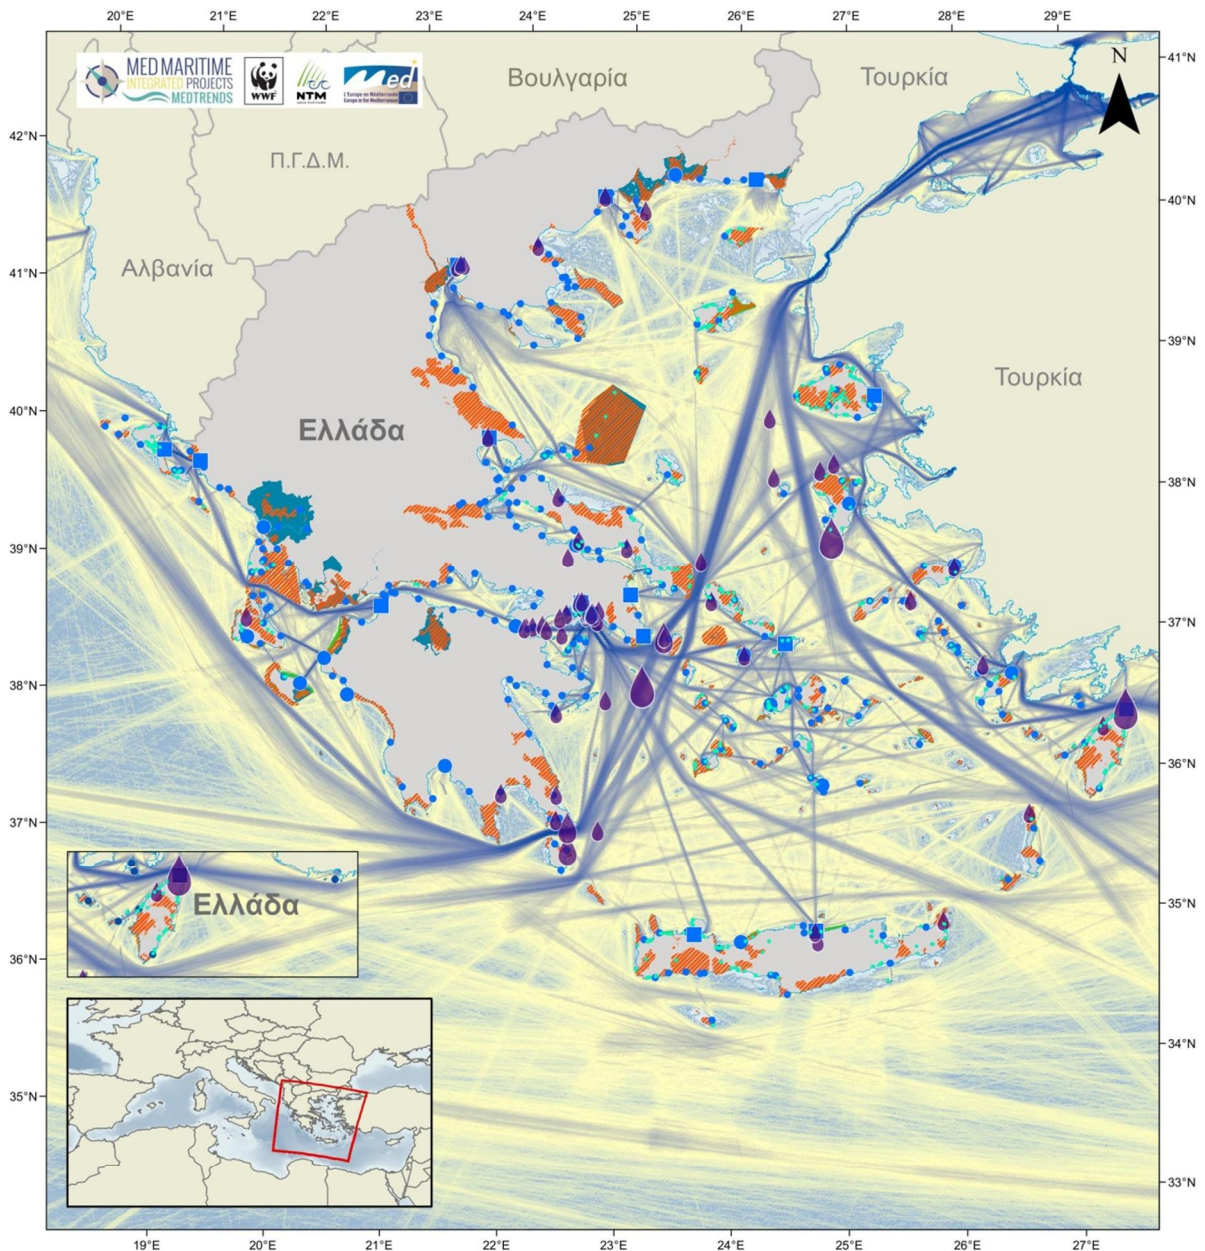 20°E 21°E 22°E 23°E 24°E 25°E 26°E 27°E 28°E 29°E
MED MARITIME
INTEGRATED PROJECTS
MEDTRENDS
WWF
NTM
Med
L'Europe en Méditerranée
Europe in the Mediterranean
Βουλγαρία
Τουρκία
N
41°N
42°N
Π.Γ.Δ.Μ.
40°N
Αλβανία
41°N
39°N
Τουρκία
40°N
Ελλάδα
38°N
39°N
37°N
38°N
36°N
37°N
Ελλάδα
35°N
36°N
34°N
35°N
33°N
19°E 20°E 21°E 22°E 23°E 24°E 25°E 26°E 27°E